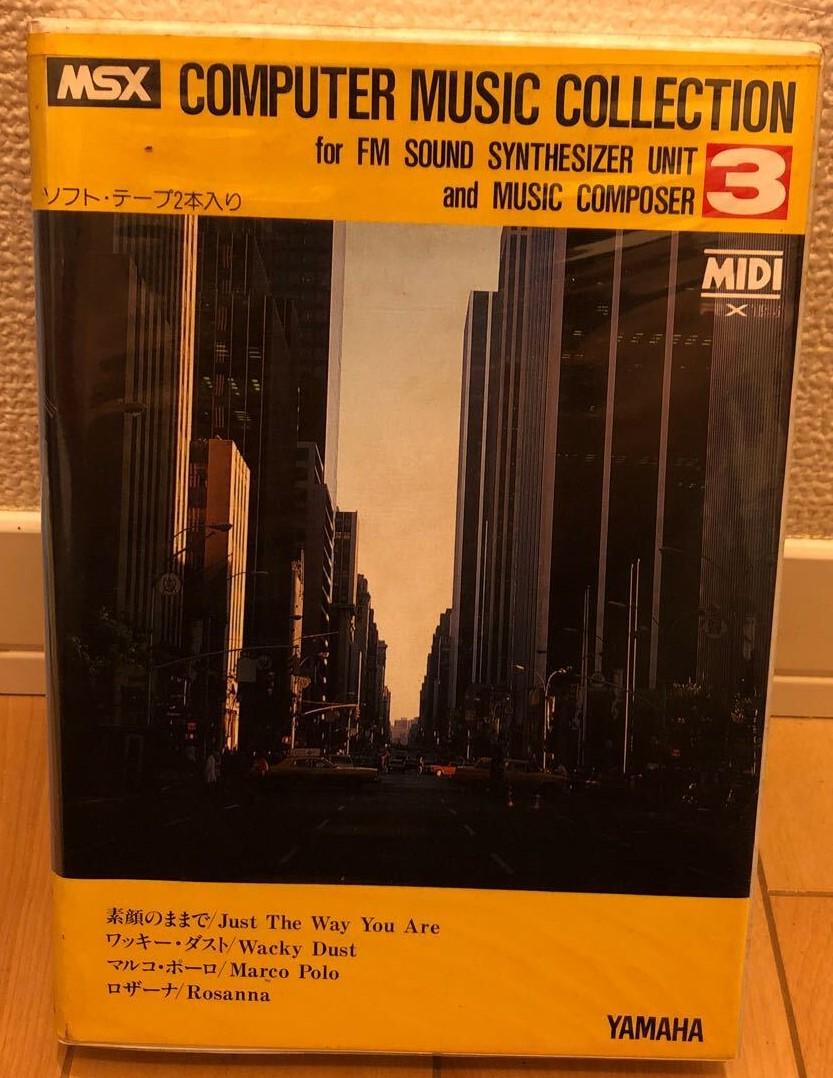 MSX COMPUTER MUSIC COLLECTION
for FM SOUND SYNTHESIZER UNIT
and MUSIC COMPOSER 3
ソフト・テープ2本入り
MIDI
素顔のままで/Just The Way You Are
ワッキー・ダスト/Wacky Dust
マルコ・ポーロ/Marco Polo
ロザーナ/Rosanna
YAMAHA